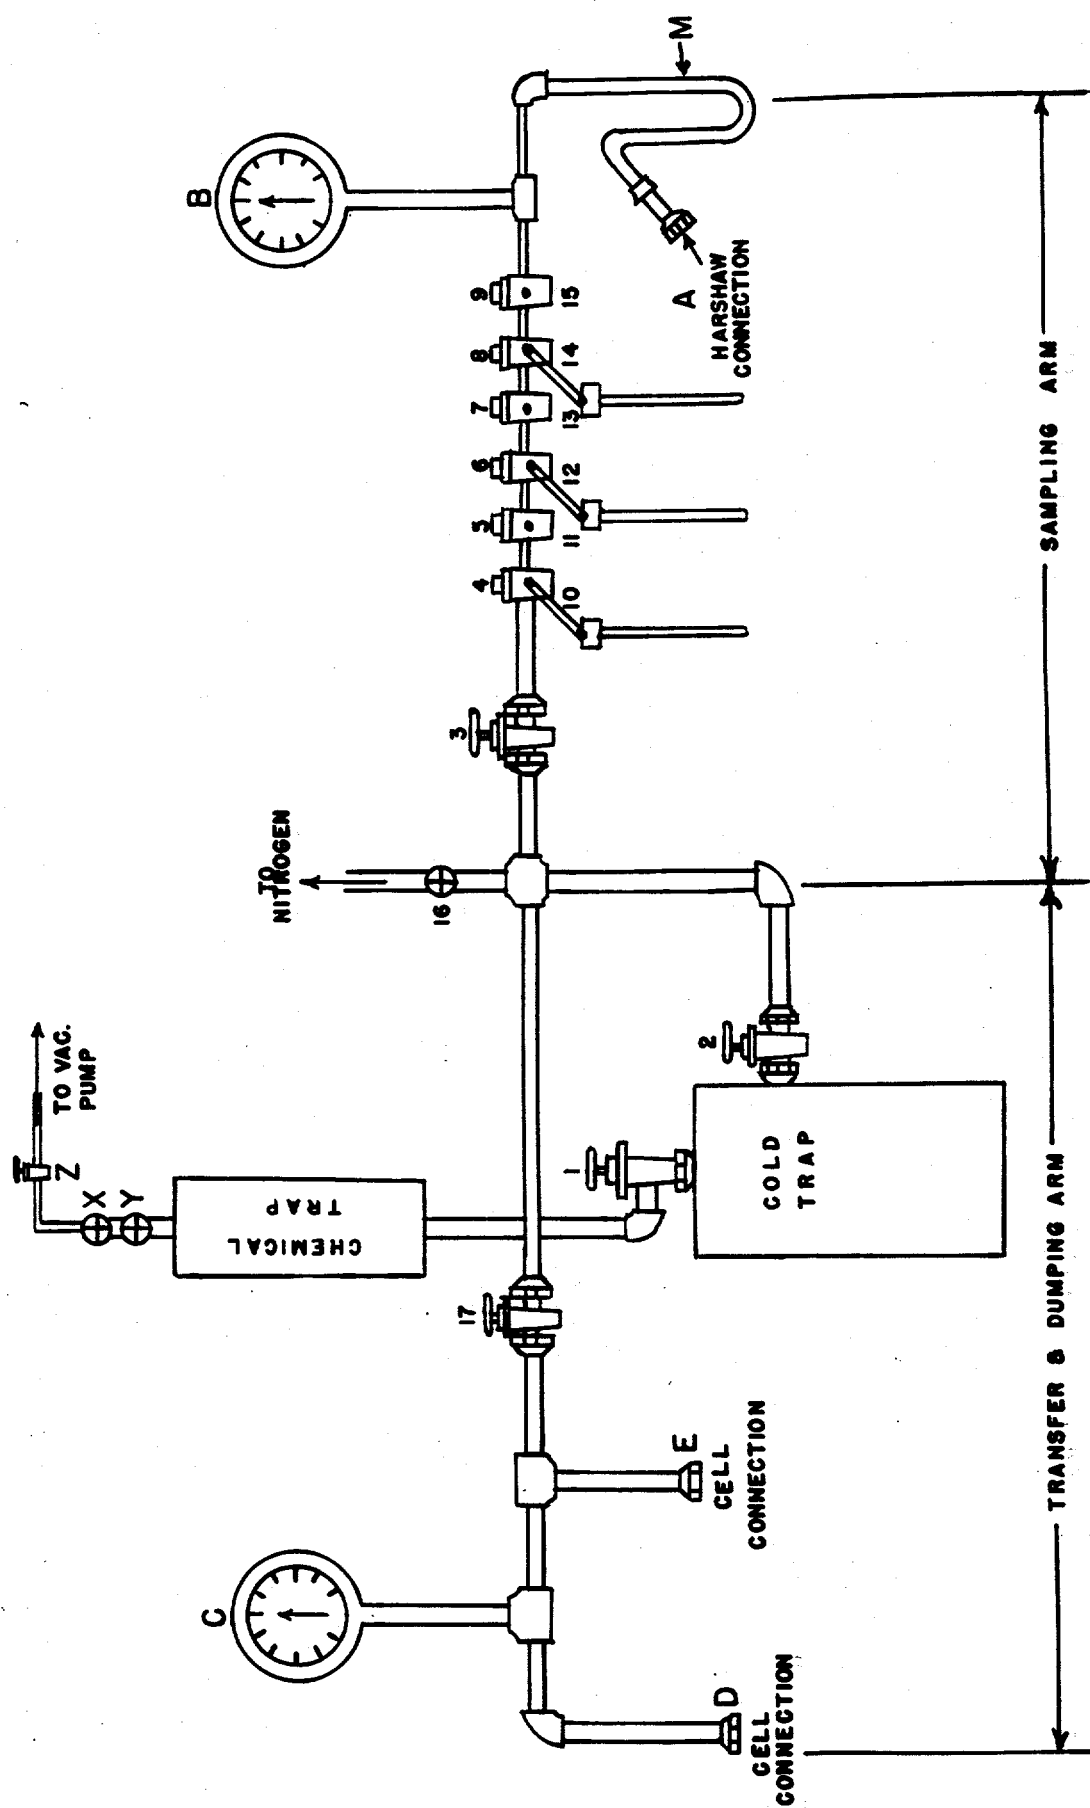 TO VAC.
PUMP
Z
X
Y
CHEMICAL
TRAP
TO
NITROGEN
16
B
C
17
1
2
3
4
5
6
7
8
9
10
11
12
13
14
15
M
A
HARSHAW
CONNECTION
COLD
TRAP
E
CELL
CONNECTION
D
CELL
CONNECTION
TRANSFER & DUMPING ARM
SAMPLING ARM